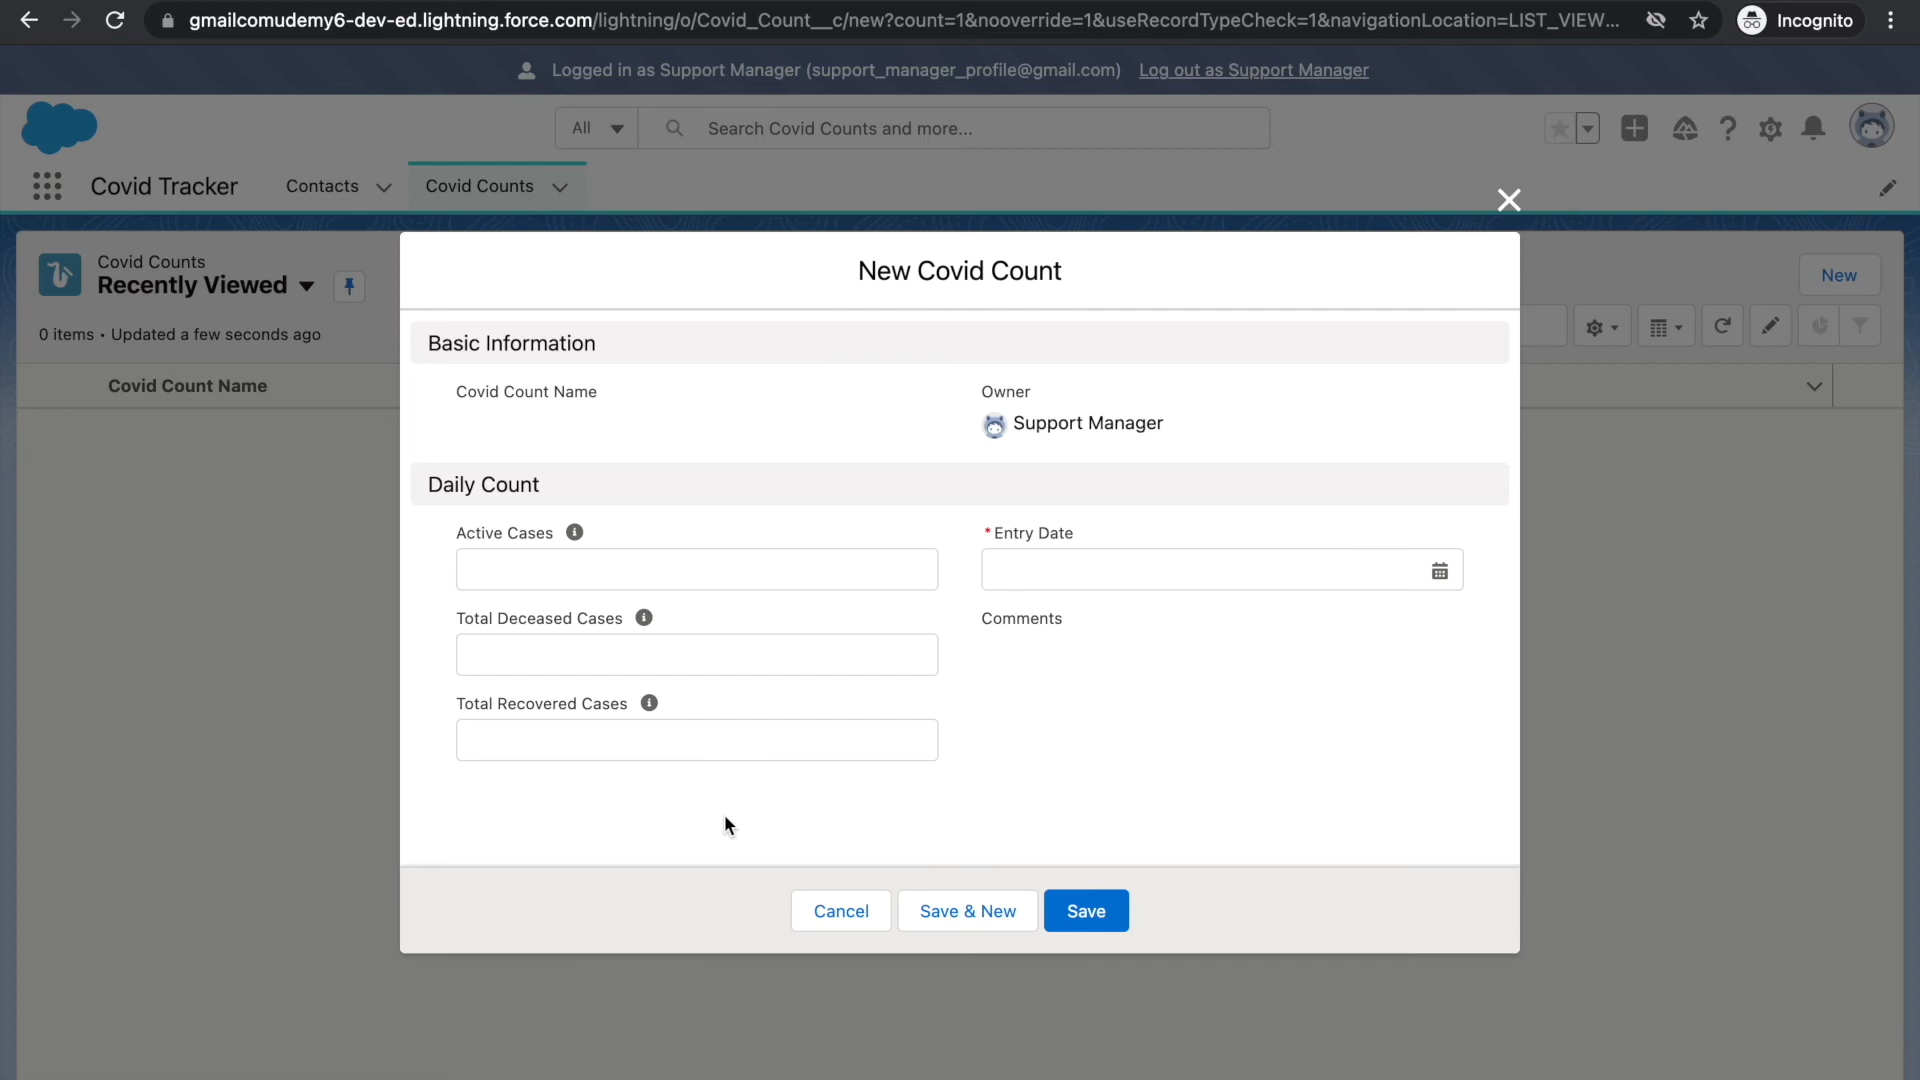 gmailcomudemy6-dev-ed.lightning.force.com/lightning/o/Covid_Count__c/new?count=1&nooverride=1&useRecordTypeCheck=1&navigationLocation=LIST_VIEW...
Incognito
Logged in as Support Manager (support_manager_profile@gmail.com) Log out as Support Manager
All
Search Covid Counts and more...
Covid Tracker
Contacts
Covid Counts
Covid Counts
Recently Viewed
New
0 items • Updated a few seconds ago
Covid Count Name
New Covid Count
Basic Information
Covid Count Name
Owner
Support Manager
Daily Count
Active Cases
* Entry Date
Total Deceased Cases
Comments
Total Recovered Cases
Cancel
Save & New
Save